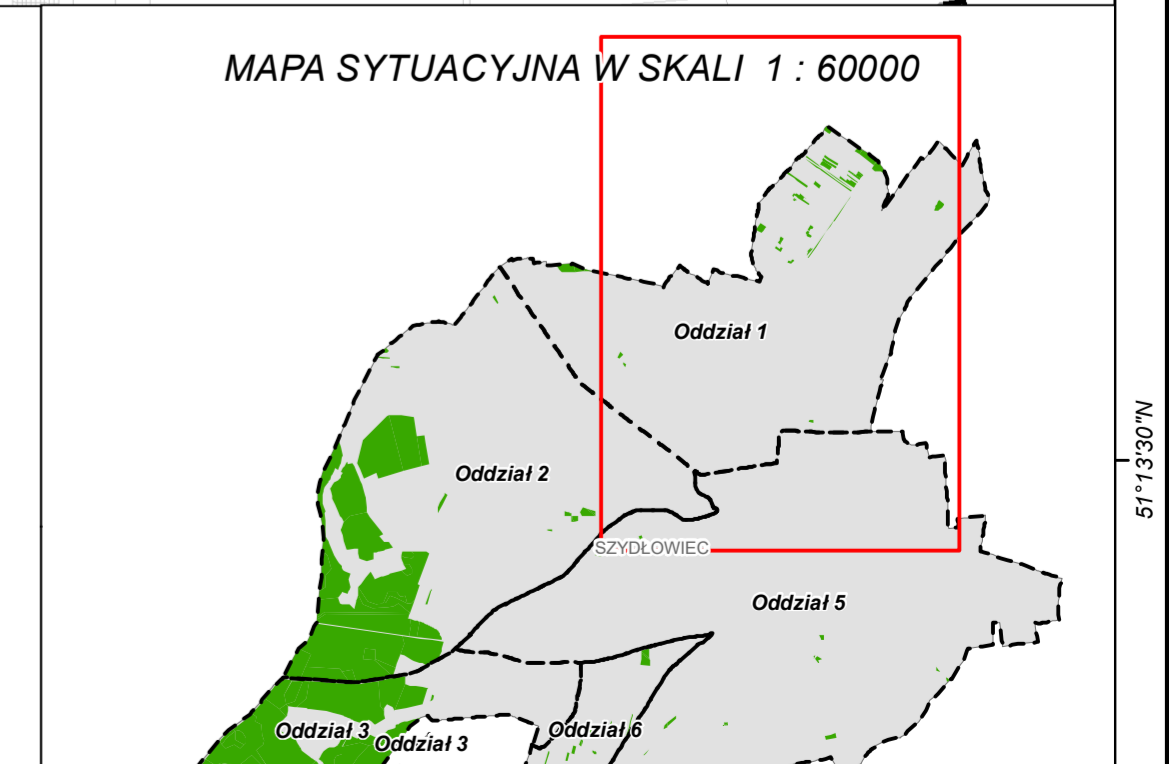 MAPA SYTUACYJNA W SKALI 1 : 60000
Oddział 1
51°13'30"N
Oddział 2
SZYDŁOWIEC
Oddział 5
Oddział 3
Oddział 3
Oddział 6